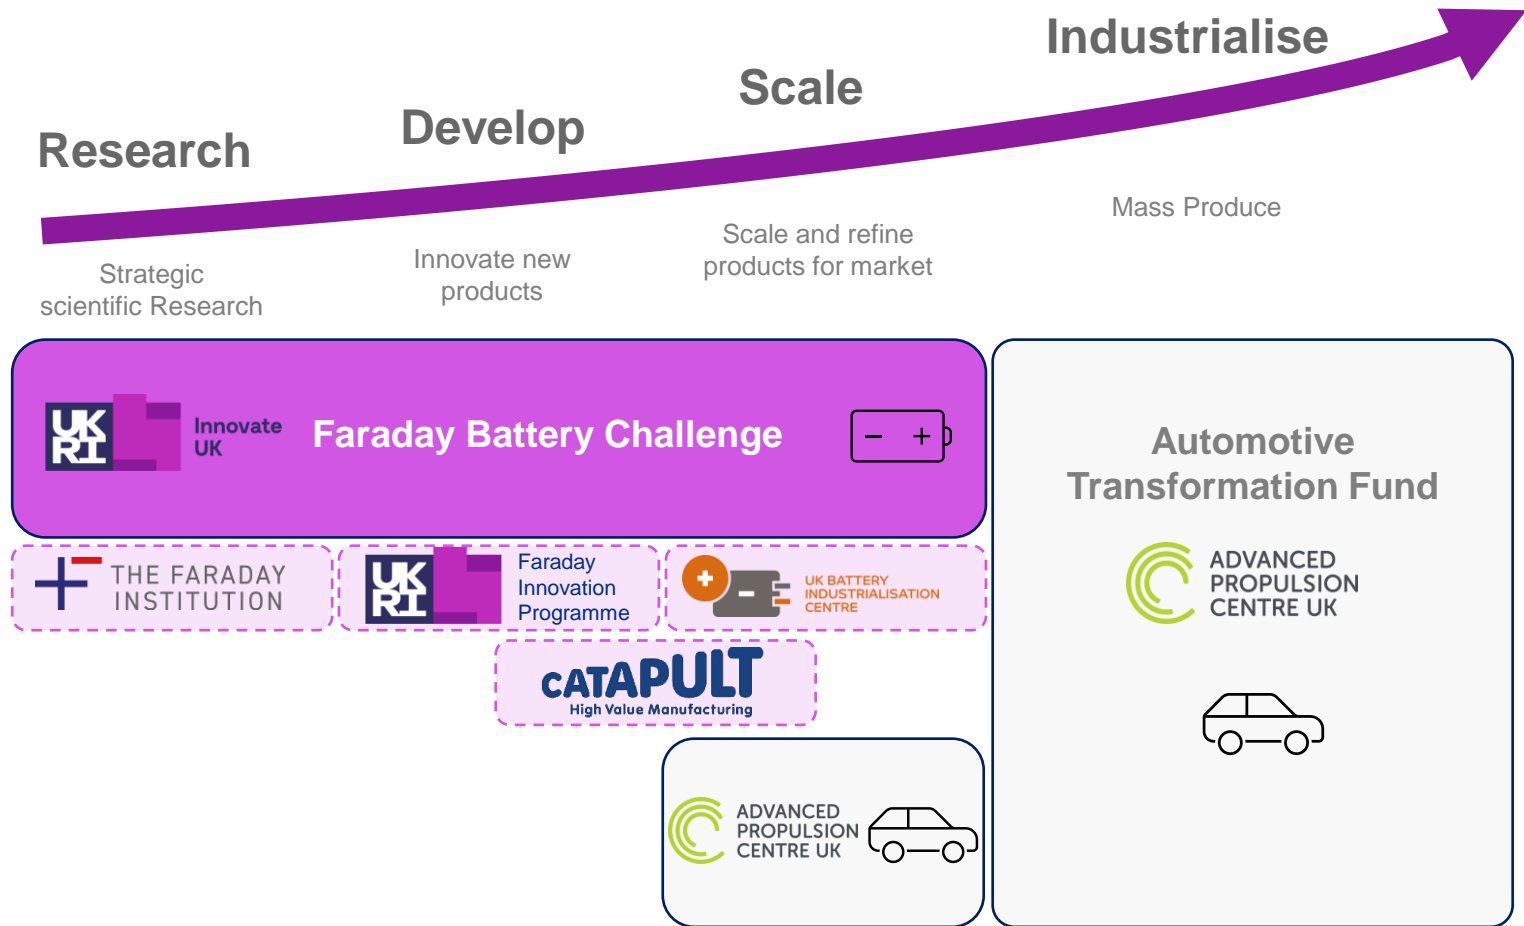 Industrialise
Scale
Develop
Research
Mass Produce
Scale and refine
products for market
Innovate new
products
Strategic
scientific Research
UK
RI
Innovate
UK
Faraday Battery Challenge
− +
Automotive
Transformation Fund
ADVANCED
PROPULSION
CENTRE UK
THE FARADAY
INSTITUTION
UK
RI
Faraday
Innovation
Programme
+
-
UK BATTERY
INDUSTRIALISATION
CENTRE
CATAPULT
High Value Manufacturing
ADVANCED
PROPULSION
CENTRE UK